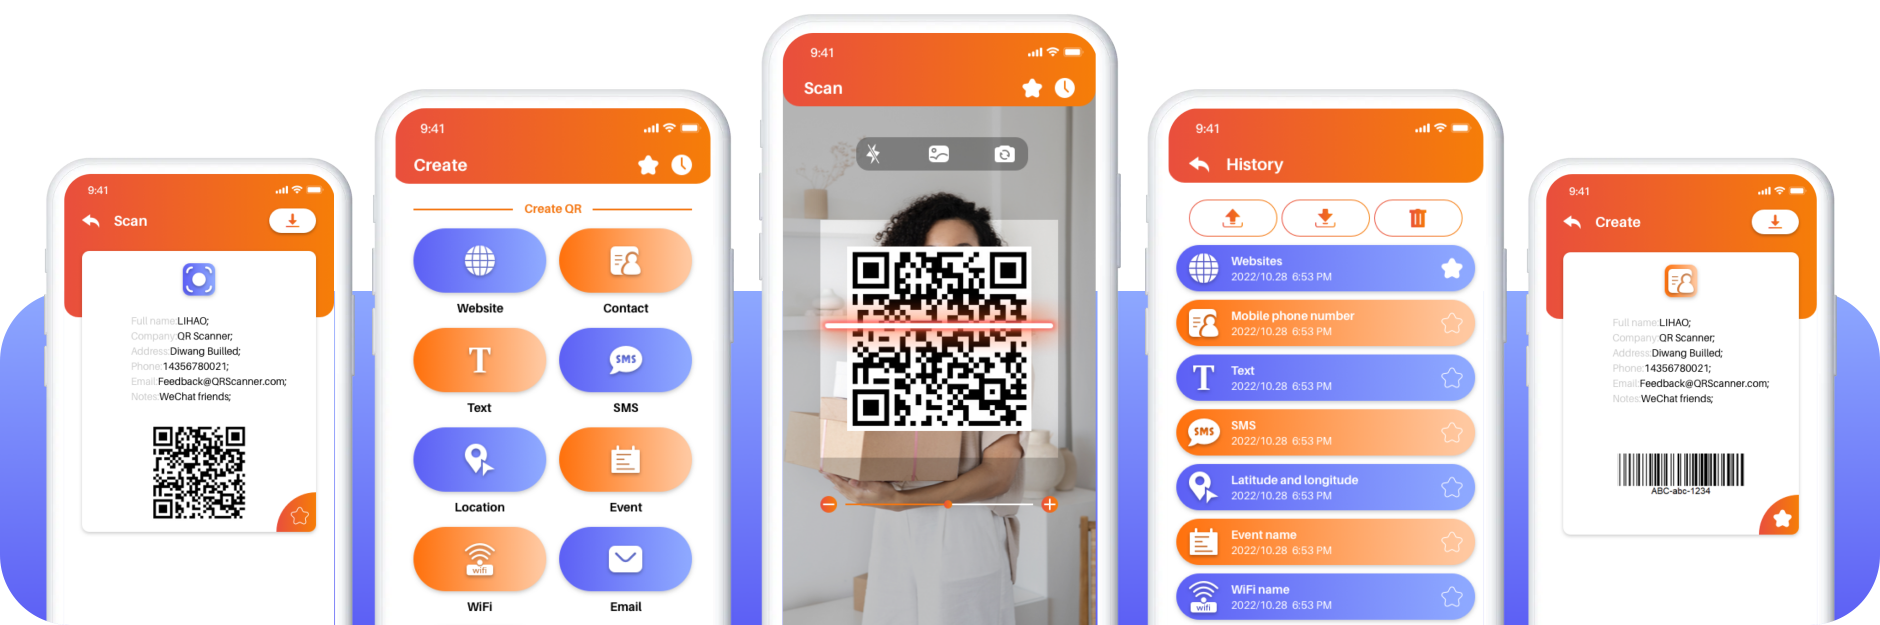 9:41
Scan
Full name:LIHAO;
Company:QR Scanner;
Address:Diwang Builled;
Phone:14356780021;
Email:Feedback@QRScanner.com;
Notes:WeChat friends;
9:41
Create
Create QR
Website
Contact
T
Text
SMS
SMS
Location
Event
wifi
WiFi
Email
9:41
Scan
9:41
History
Websites
2022/10.28 6:53 PM
Mobile phone number
2022/10.28 6:53 PM
T
Text
2022/10.28 6:53 PM
SMS
SMS
2022/10.28 6:53 PM
Latitude and longitude
2022/10.28 6:53 PM
Event name
2022/10.28 6:53 PM
wifi
WiFi name
2022/10.28 6:53 PM
9:41
Create
Full name:LIHAO;
Company:QR Scanner;
Address:Diwang Builled;
Phone:14356780021;
Email:Feedback@QRScanner.com;
Notes:WeChat friends;
ABC-abc-1234